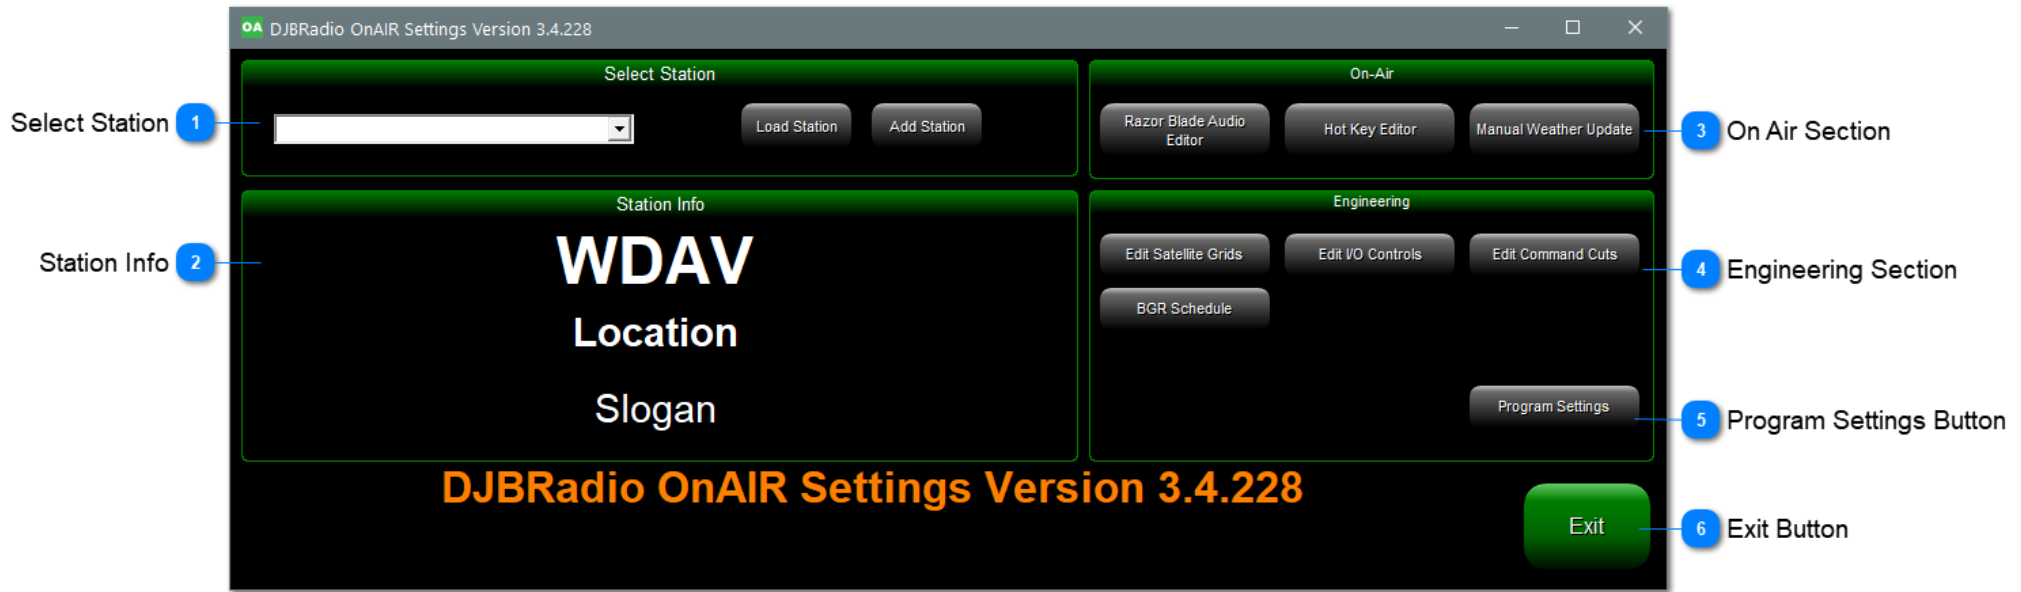 OA DJBRadio OnAIR Settings Version 3.4.228
Select Station
Load Station
Add Station
On-Air
Razor Blade Audio
Editor
Hot Key Editor
Manual Weather Update
Select Station 1
3 On Air Section
Station Info
WDAV
Location
Slogan
Engineering
Edit Satellite Grids
Edit I/O Controls
Edit Command Cuts
BGR Schedule
Program Settings
Station Info 2
4 Engineering Section
5 Program Settings Button
DJBRadio OnAIR Settings Version 3.4.228
Exit
6 Exit Button